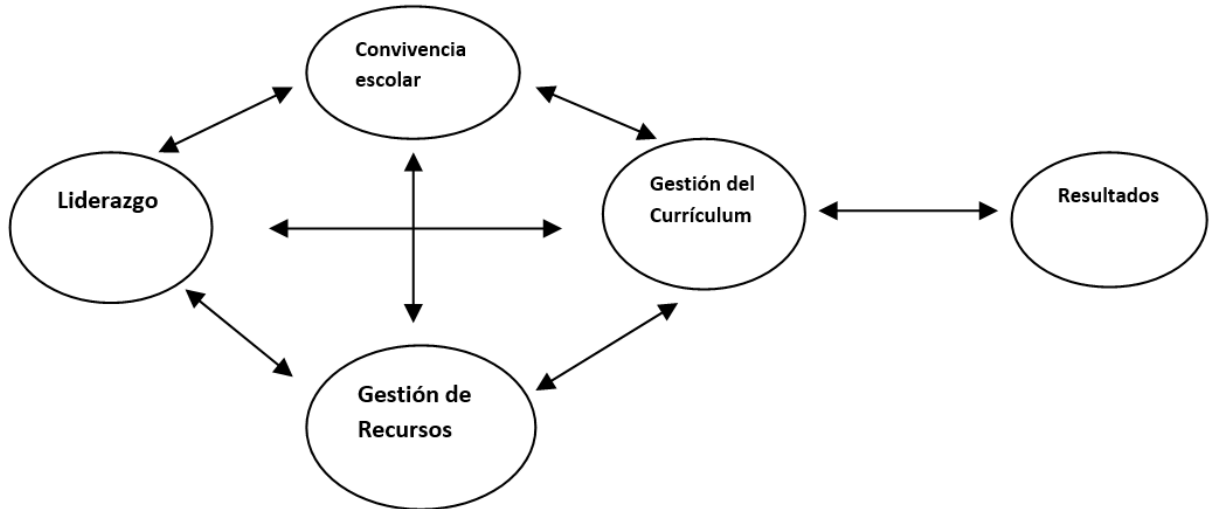 Convivencia
escolar
Liderazgo
Gestión del
Currículum
Resultados
Gestión de
Recursos